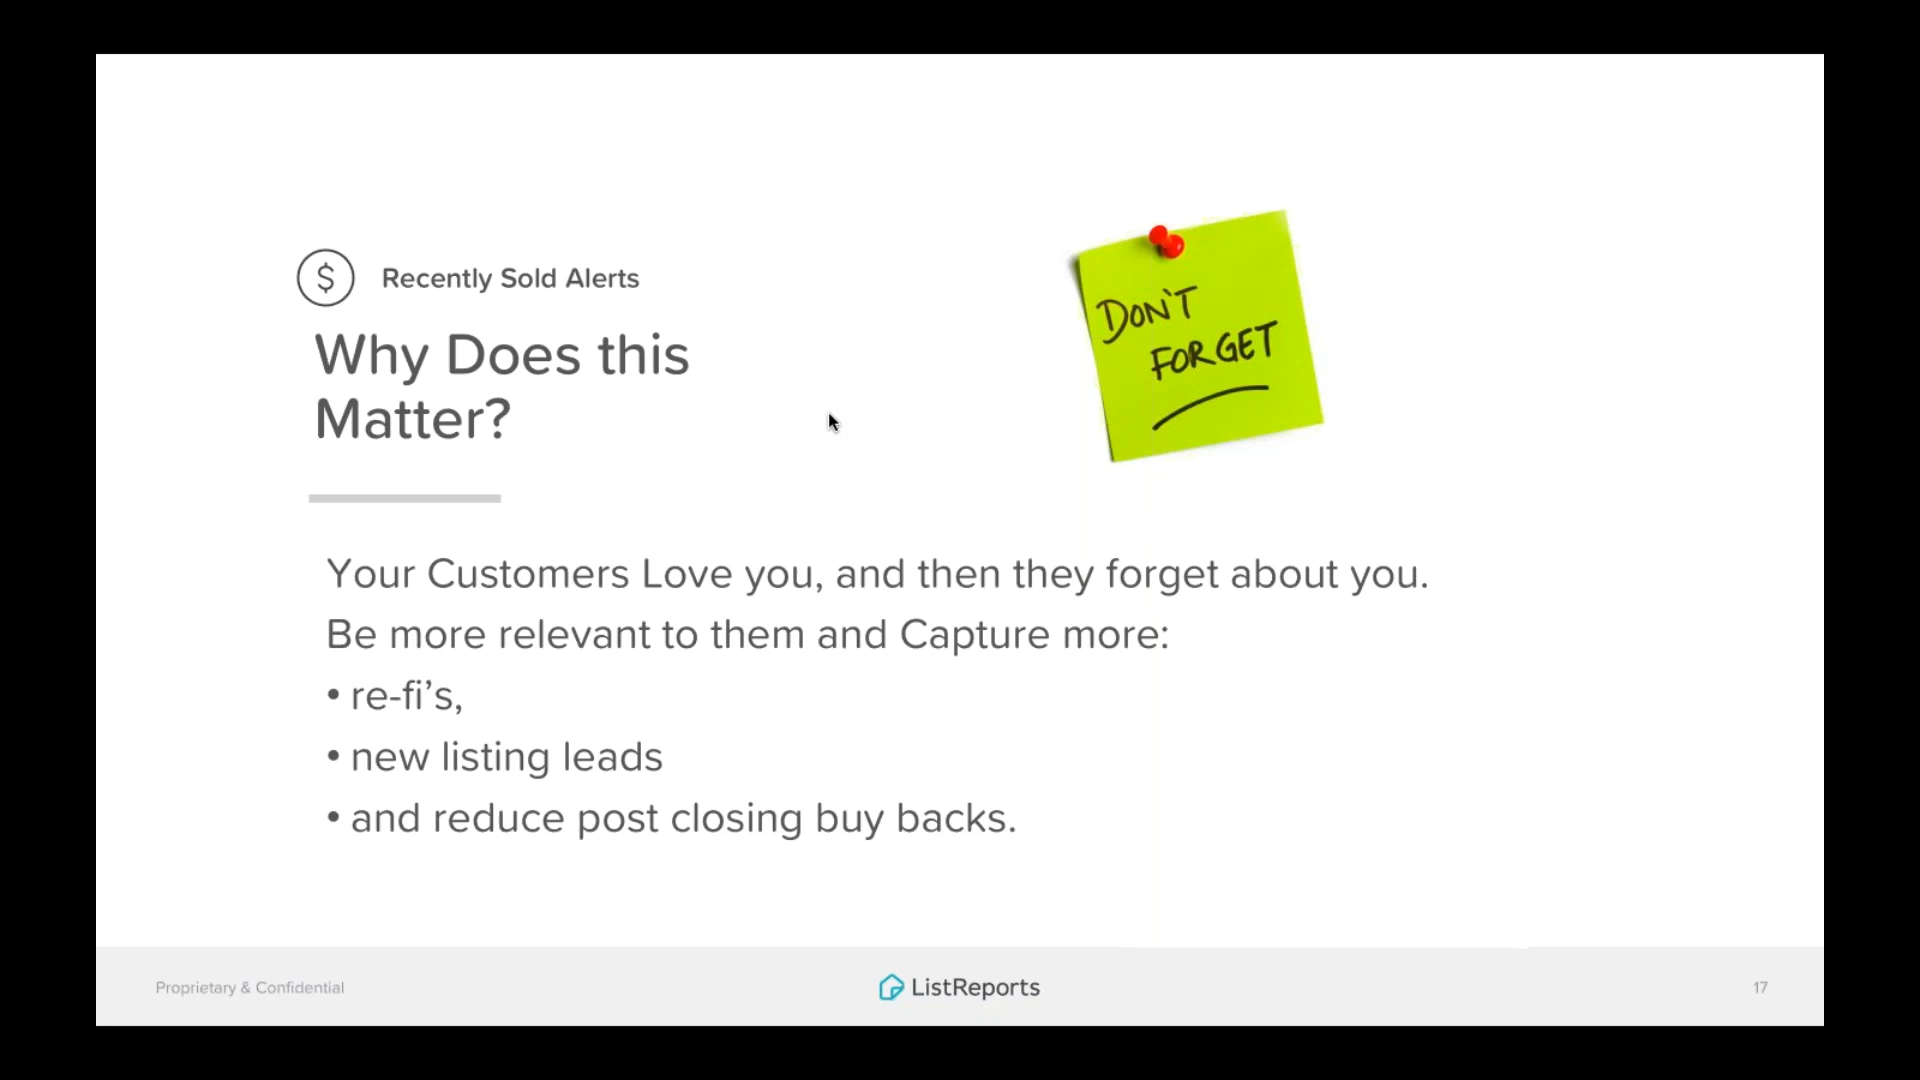 $
Recently Sold Alerts
Why Does this
Matter?
DON'T
FORGET
Your Customers Love you, and then they forget about you.
Be more relevant to them and Capture more:
• re-fi’s,
• new listing leads
• and reduce post closing buy backs.
Proprietary & Confidential
ListReports
17